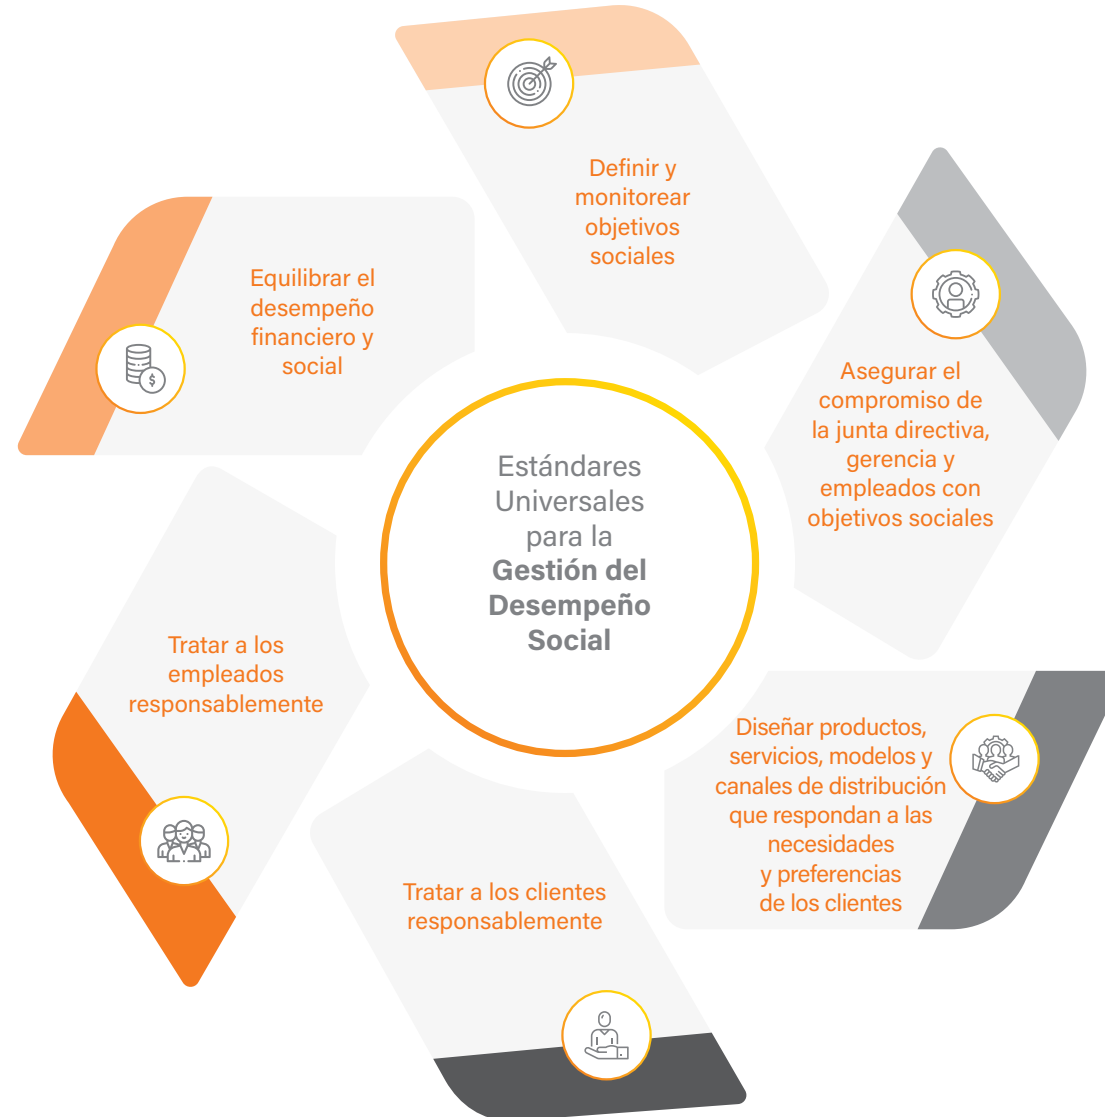 Definir y
monitorear
objetivos
sociales
Asegurar el
compromiso de
la junta directiva,
gerencia y
empleados con
objetivos sociales
Diseñar productos,
servicios, modelos y
canales de distribución
que respondan a las
necesidades
y preferencias
de los clientes
Tratar a los clientes
responsablemente
Tratar a los
empleados
responsablemente
Equilibrar el
desempeño
financiero y
social
Estándares
Universales
para la
Gestión del
Desempeño
Social
$